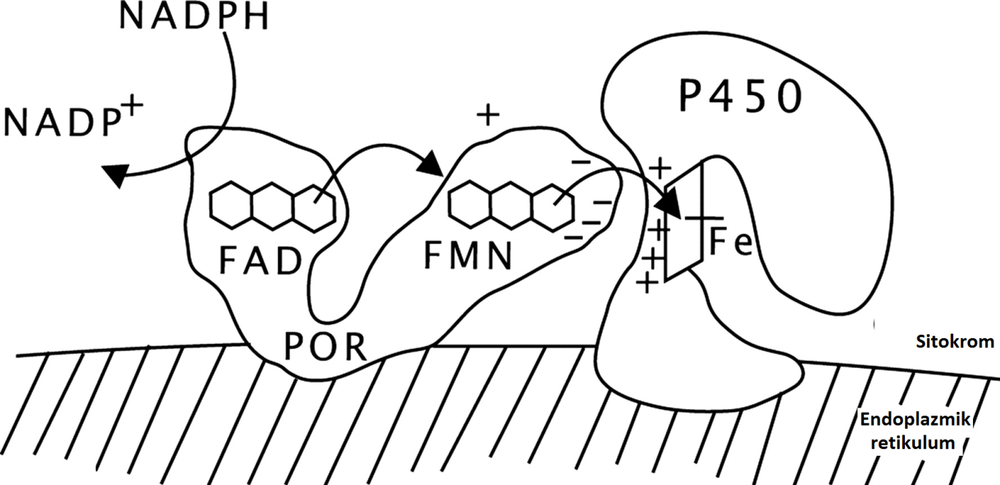 NADPH
NADP+
P450
+
−
+
−
−
−
+
+
+
FAD
FMN
Fe
POR
Sitokrom
Endoplazmik
retikulum